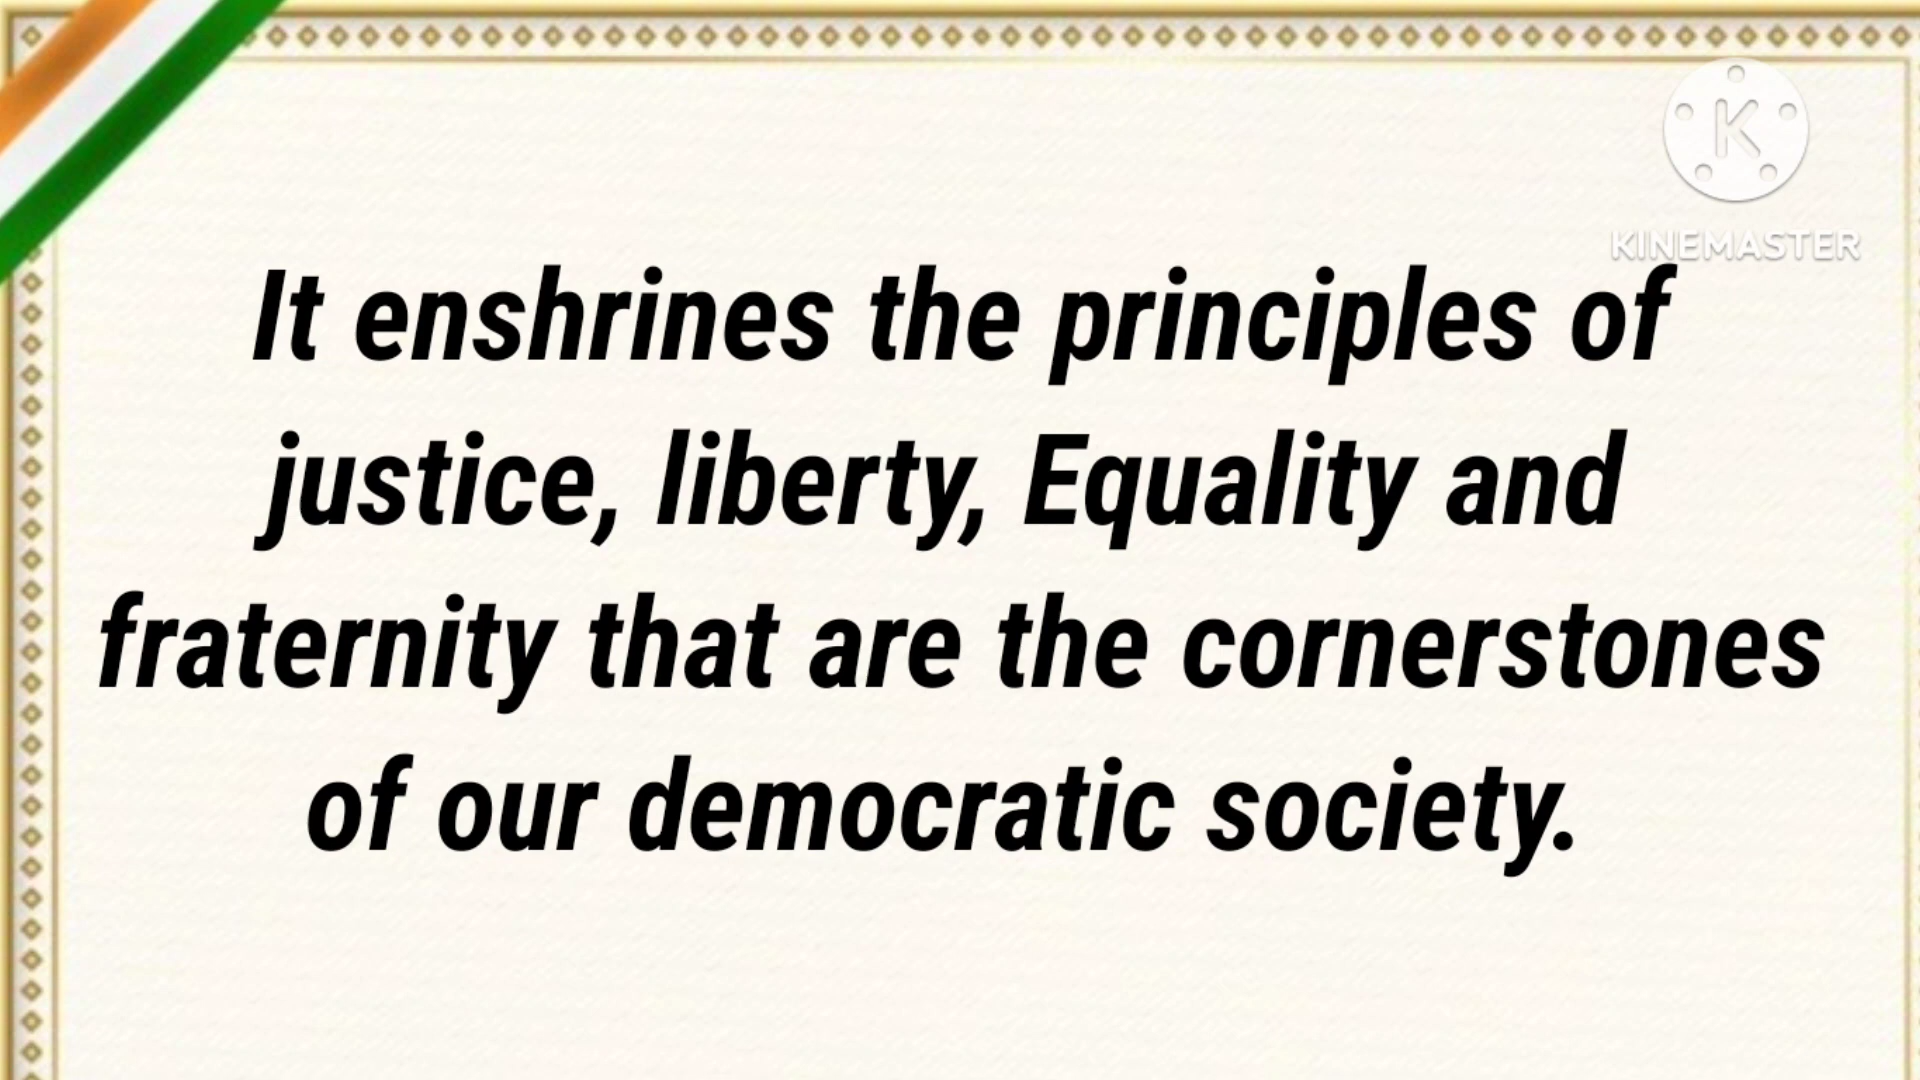 K
KINEMASTER
It enshrines the principles of
justice, liberty, Equality and
fraternity that are the cornerstones
of our democratic society.